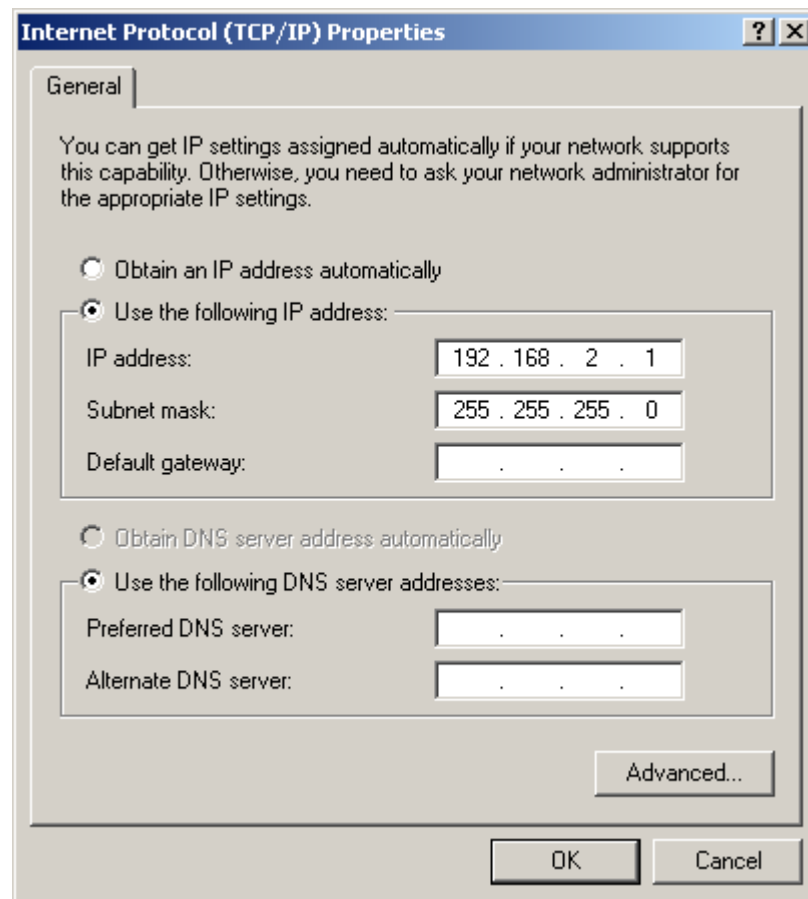 Internet Protocol (TCP/IP) Properties
General
You can get IP settings assigned automatically if your network supports
this capability. Otherwise, you need to ask your network administrator for
the appropriate IP settings.
Obtain an IP address automatically
Use the following IP address:
IP address: 192 . 168 . 2 . 1
Subnet mask: 255 . 255 . 255 . 0
Default gateway: . . .
Obtain DNS server address automatically
Use the following DNS server addresses:
Preferred DNS server: . . .
Alternate DNS server: . . .
Advanced...
OK Cancel